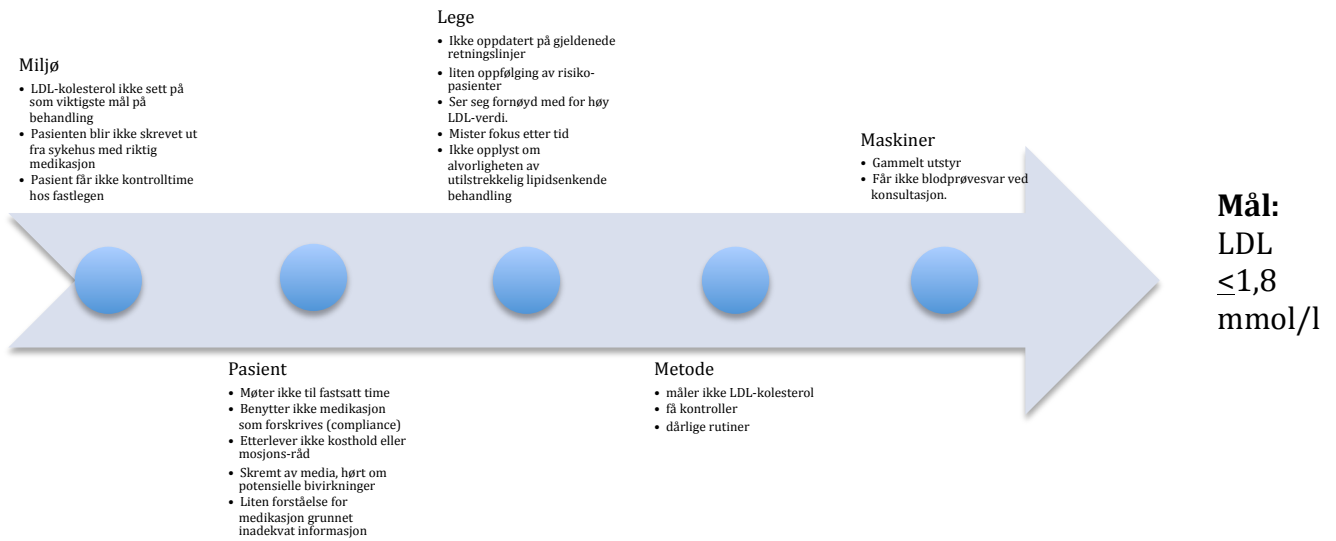 Miljø
• LDL-kolesterol ikke sett på
som viktigste mål på
behandling
• Pasienten blir ikke skrevet ut
fra sykehus med riktig
medikasjon
• Pasient får ikke kontrolltime
hos fastlegen
Pasient
• Møter ikke til fastsatt time
• Benytter ikke medikasjon
som forskrives (compliance)
• Etterlever ikke kosthold eller
mosjons-råd
• Skremt av media, hørt om
potensielle bivirkninger
• Liten forståelse for
medikasjon grunnet
inadekvat informasjon
Lege
• Ikke oppdatert på gjeldenede
retningslinjer
• liten oppfølging av risiko-
pasienter
• Ser seg fornøyd med for høy
LDL-verdi.
• Mister fokus etter tid
• Ikke opplyst om
alvorligheten av
utilstrekkelig lipidsenkende
behandling
Metode
• måler ikke LDL-kolesterol
• få kontroller
• dårlige rutiner
Maskiner
• Gammelt utstyr
• Får ikke blodprøvesvar ved
konsultasjon.
Mål:
LDL
<1,8
mmol/l